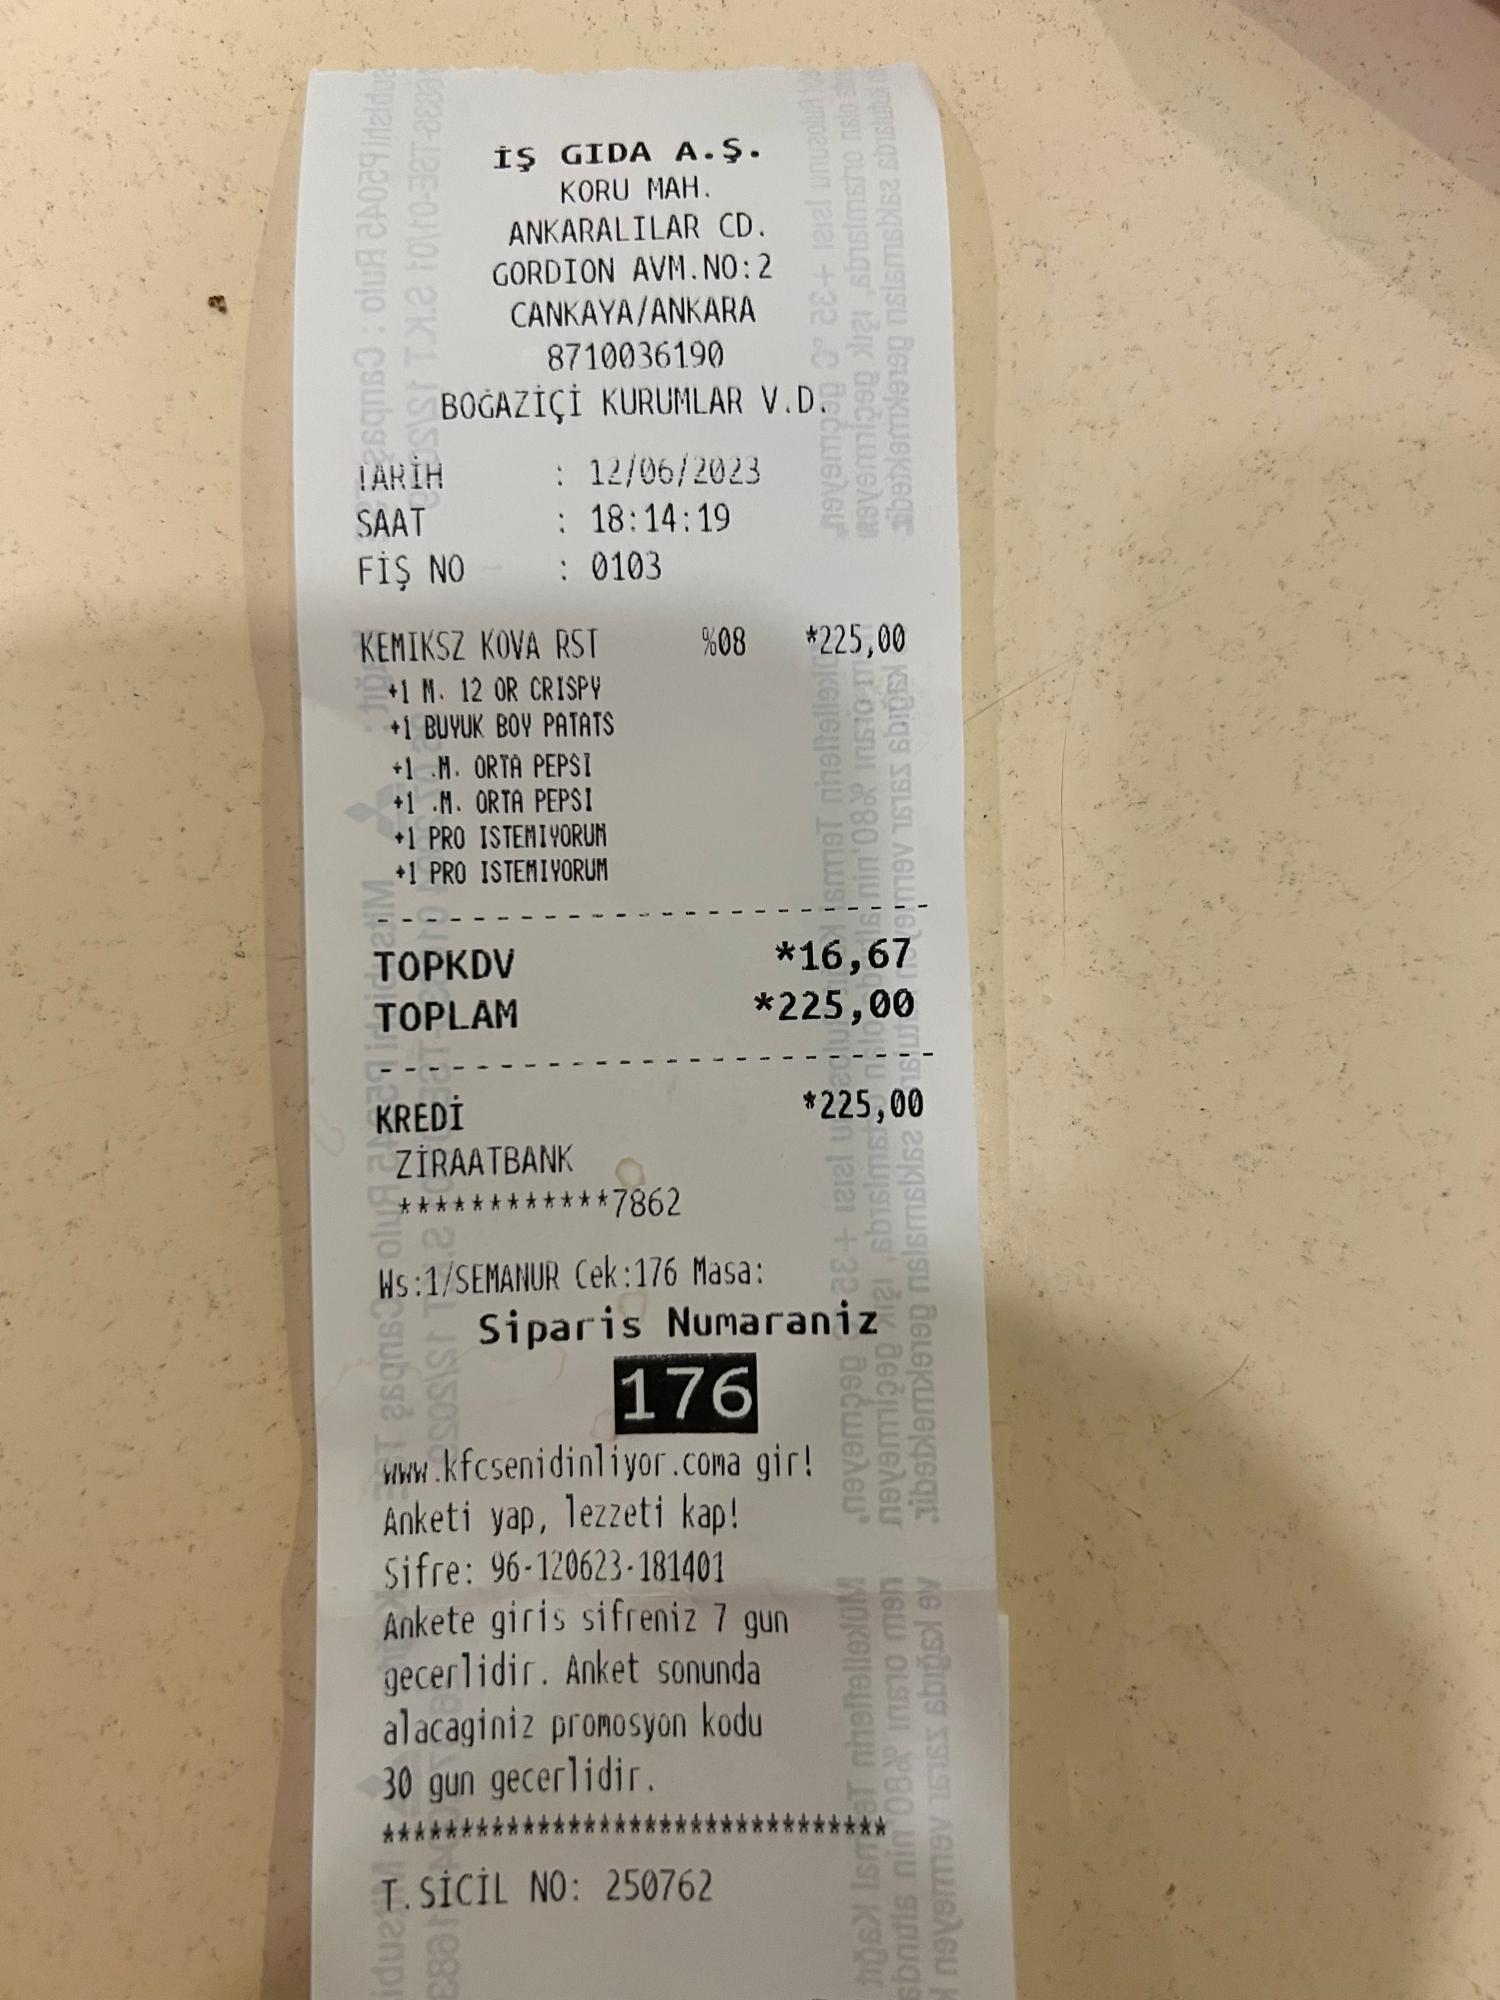 İŞ GIDA A.Ş.
KORU MAH.
ANKARALILAR CD.
GORDION AVM.NO:2
CANKAYA/ANKARA
8710036190
BOĞAZİÇİ KURUMLAR V.D.
TARİH : 12/06/2023
SAAT : 18:14:19
FİŞ NO : 0103
KEMIKSZ KOVA RST %08 *225,00
+1 M. 12 OR CRISPY
+1 BUYUK BOY PATATS
+1 .M. ORTA PEPSI
+1 .M. ORTA PEPSI
+1 PRO ISTEMIYORUM
+1 PRO ISTEMIYORUM
TOPKDV *16,67
TOPLAM *225,00
KREDİ *225,00
ZİRAATBANK
************7862
Ws:1/SEMANUR Cek:176 Masa:
Siparis Numaraniz
176
www.kfcsenidinliyor.coma gir!
Anketi yap, lezzeti kap!
Sifre: 96-120623-181401
Ankete giris sifreniz 7 gun
gecerlidir. Anket sonunda
alacaginiz promosyon kodu
30 gun gecerlidir.
*********************************
T.SİCİL NO: 250762